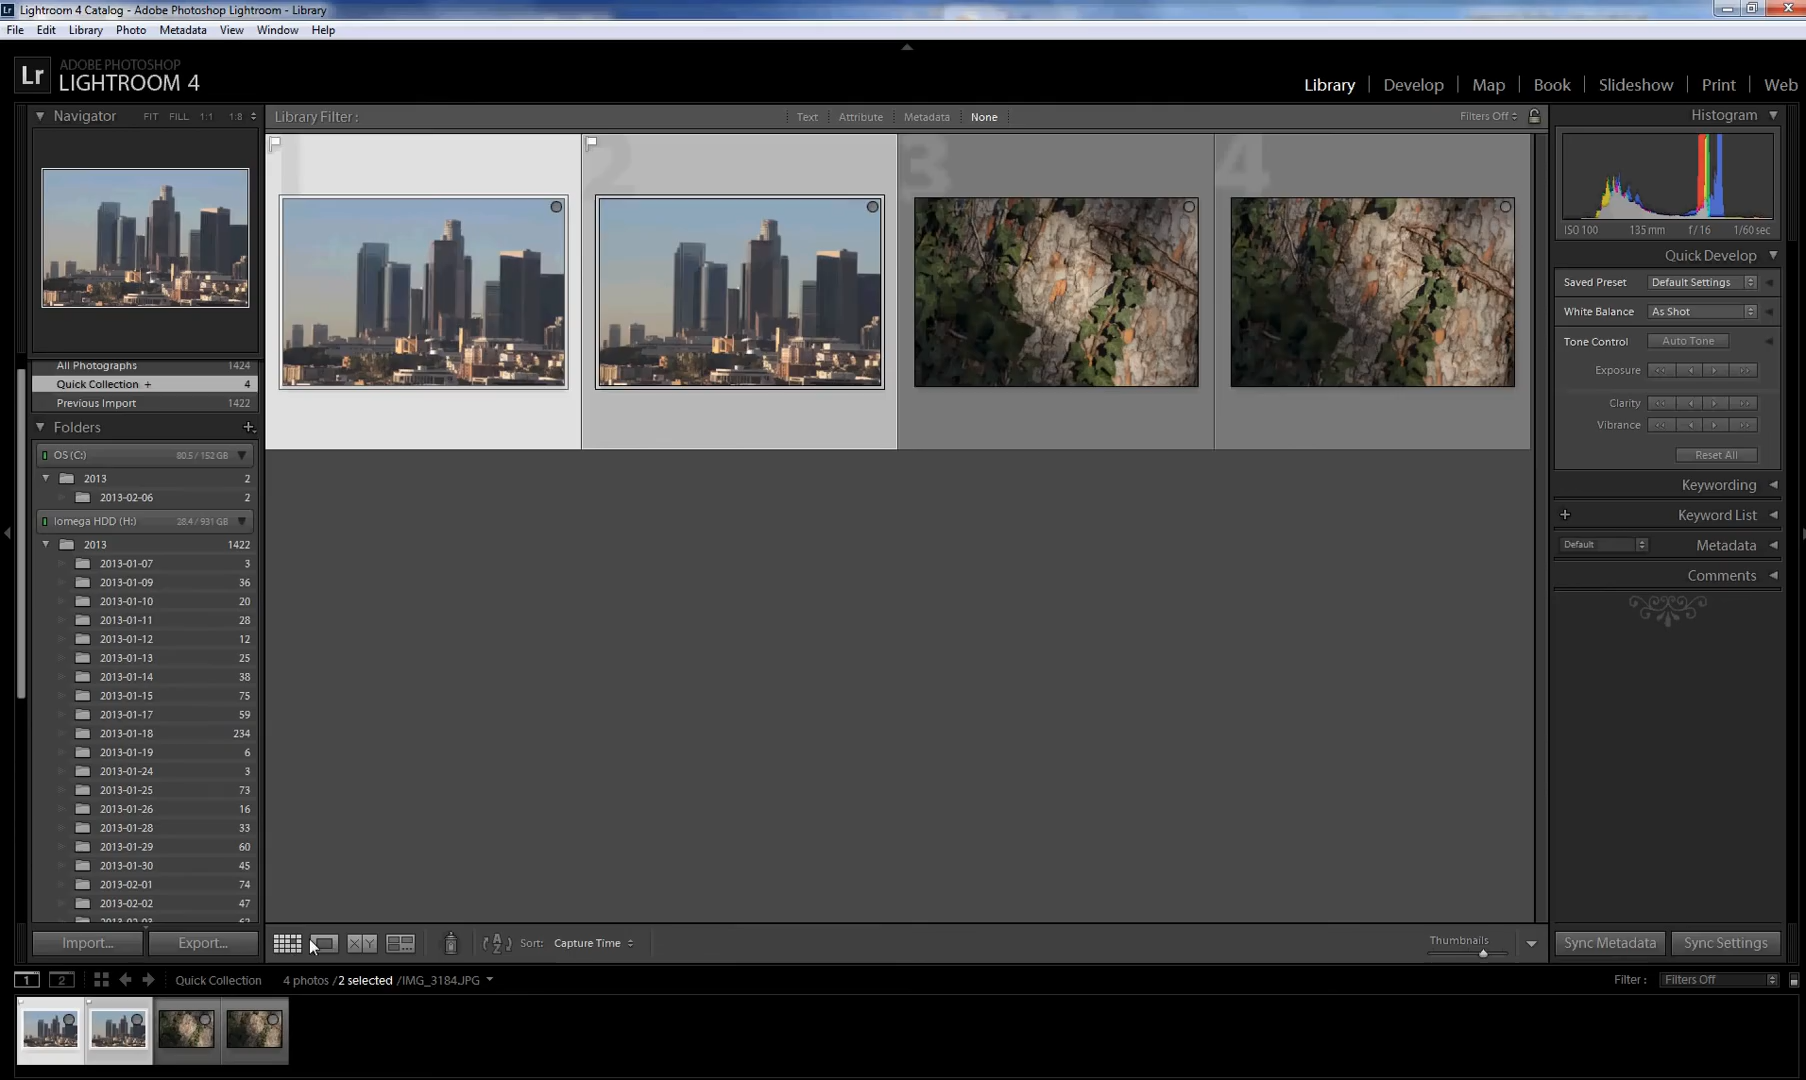 Lightroom 4 Catalog - Adobe Photoshop Lightroom - Library
File Edit Library Photo Metadata View Window Help
Lr ADOBE PHOTOSHOP
LIGHTROOM 4
Library Develop Map Book Slideshow Print Web
Navigator FIT FILL 1:1 1:8
Library Filter : Text Attribute Metadata None Filters Off
Histogram
1 2 3 4
ISO 100 135 mm f / 16 1/60 sec
Quick Develop
Saved Preset Default Settings
White Balance As Shot
Tone Control Auto Tone
Exposure
Clarity
Vibrance
Reset All
Keywording
+ Keyword List
Default Metadata
Comments
All Photographs 1424
Quick Collection + 4
Previous Import 1422
Folders +
OS (C:) 80.5 / 152 GB
2013 2
2013-02-06 2
Iomega HDD (H:) 28.4 / 931 GB
2013 1422
2013-01-07 3
2013-01-09 36
2013-01-10 20
2013-01-11 28
2013-01-12 12
2013-01-13 25
2013-01-14 38
2013-01-15 75
2013-01-17 59
2013-01-18 234
2013-01-19 6
2013-01-24 3
2013-01-25 73
2013-01-26 16
2013-01-28 33
2013-01-29 60
2013-01-30 45
2013-02-01 74
2013-02-02 47
Import... Export... X Y A Z Sort: Capture Time Thumbnails Sync Metadata Sync Settings
1 2 Quick Collection 4 photos / 2 selected / IMG_3184.JPG Filter : Filters Off